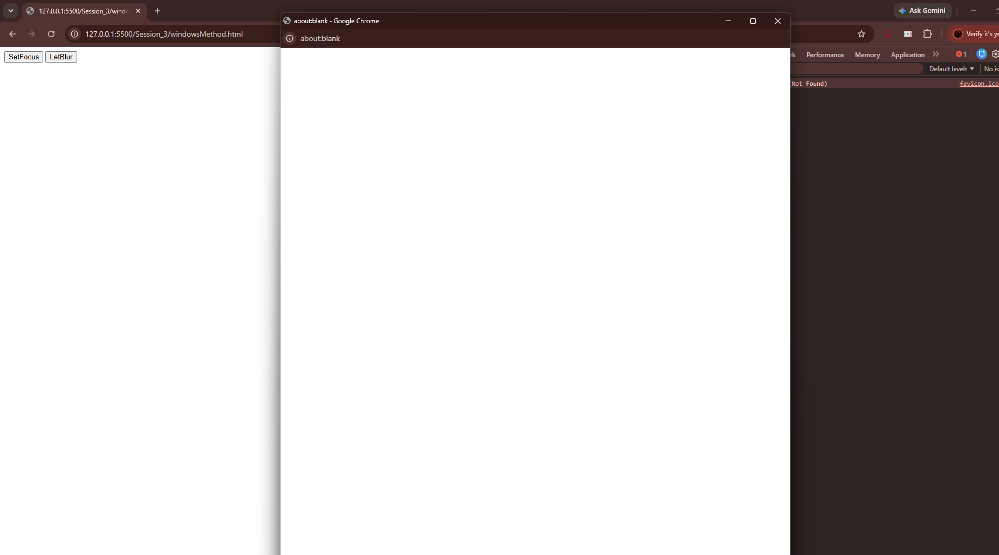 127.0.0.1:5500/Session_3/windo
Ask Gemini
about:blank - Google Chrome
127.0.0.1:5500/Session_3/windowsMethod.html
about:blank
Verify it's yo
SetFocus LetBlur
rk Performance Memory Application 1
Default levels No is
(Not Found) favicon.ico